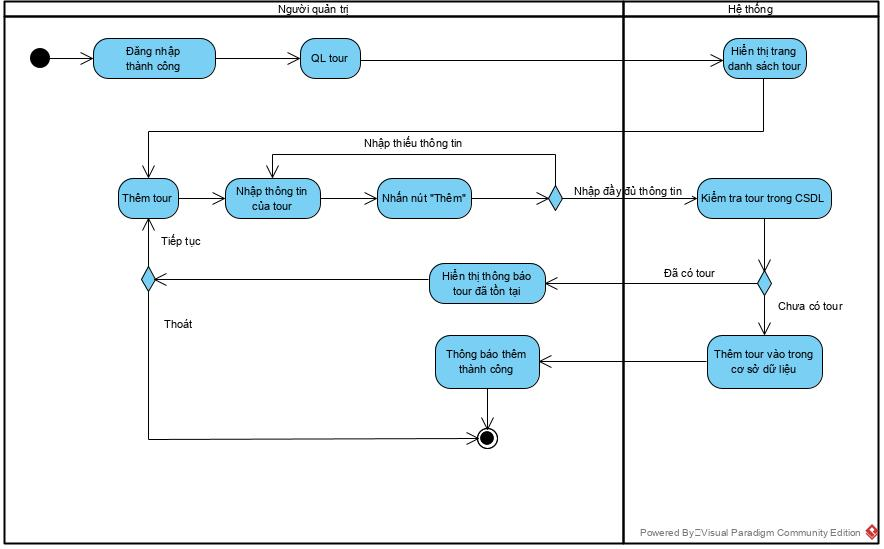 Người quản trị
Hệ thống
Đăng nhập
thành công
QL tour
Hiển thị trang
danh sách tour
Nhập thiếu thông tin
Thêm tour
Nhập thông tin
của tour
Nhấn nút "Thêm"
Nhập đầy đủ thông tin
Kiểm tra tour trong CSDL
Tiếp tục
Hiển thị thông báo
tour đã tồn tại
Đã có tour
Chưa có tour
Thoát
Thông báo thêm
thành công
Thêm tour vào trong
cơ sở dữ liệu
Powered By Visual Paradigm Community Edition